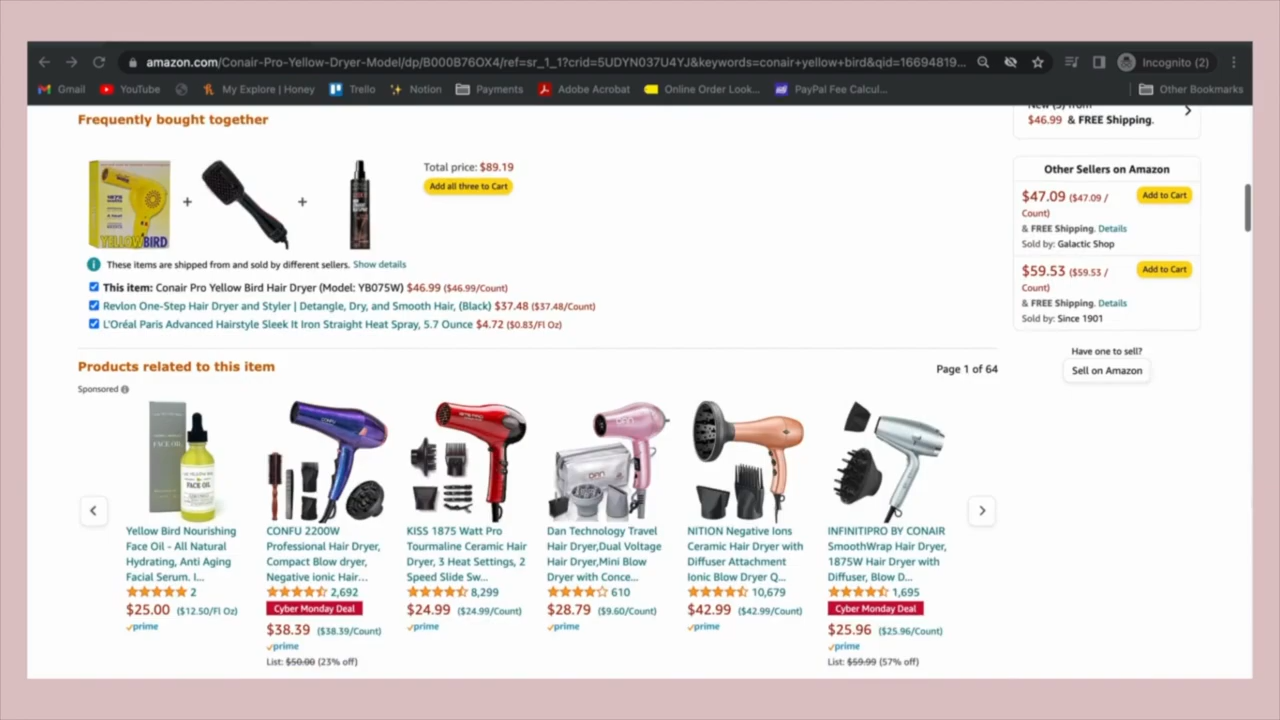 amazon.com/Conair-Pro-Yellow-Dryer-Model/dp/B000B76OX4/ref=sr_1_1?crid=5UDYN037U4YJ&keywords=conair+yellow+bird&qid=16694819...
Incognito (2)
Gmail
YouTube
My Explore | Honey
Trello
Notion
Payments
Adobe Acrobat
Online Order Look...
PayPal Fee Calcul...
Other Bookmarks
Frequently bought together
YELLOW BIRD
Total price: $89.19
Add all three to Cart
These items are shipped from and sold by different sellers. Show details
This item: Conair Pro Yellow Bird Hair Dryer (Model: YB075W) $46.99 ($46.99/Count)
Revlon One-Step Hair Dryer and Styler | Detangle, Dry, and Smooth Hair, (Black) $37.48 ($37.48/Count)
L'Oréal Paris Advanced Hairstyle Sleek It Iron Straight Heat Spray, 5.7 Ounce $4.72 ($0.83/Fl Oz)
New (3) from
$46.99 & FREE Shipping.
Other Sellers on Amazon
$47.09 ($47.09 /
Count)
Add to Cart
& FREE Shipping. Details
Sold by: Galactic Shop
$59.53 ($59.53 /
Count)
Add to Cart
& FREE Shipping. Details
Sold by: Since 1901
Have one to sell?
Sell on Amazon
Products related to this item
Page 1 of 64
Sponsored
FACE OIL
Yellow Bird Nourishing
Face Oil - All Natural
Hydrating, Anti Aging
Facial Serum. I...
2
$25.00 ($12.50/Fl Oz)
prime
CONFU 2200W
Professional Hair Dryer,
Compact Blow dryer,
Negative ionic Hair...
2,692
Cyber Monday Deal
$38.39 ($38.39/Count)
prime
List: $50.00 (23% off)
KISS 1875 Watt Pro
Tourmaline Ceramic Hair
Dryer, 3 Heat Settings, 2
Speed Slide Sw...
8,299
$24.99 ($24.99/Count)
prime
Dan Technology Travel
Hair Dryer,Dual Voltage
Hair Dryer,Mini Blow
Dryer with Conce...
610
$28.79 ($9.60/Count)
prime
NITION Negative Ions
Ceramic Hair Dryer with
Diffuser Attachment
Ionic Blow Dryer Q...
10,679
$42.99 ($42.99/Count)
prime
INFINITIPRO BY CONAIR
SmoothWrap Hair Dryer,
1875W Hair Dryer with
Diffuser, Blow D...
1,695
Cyber Monday Deal
$25.96 ($25.96/Count)
prime
List: $59.99 (57% off)